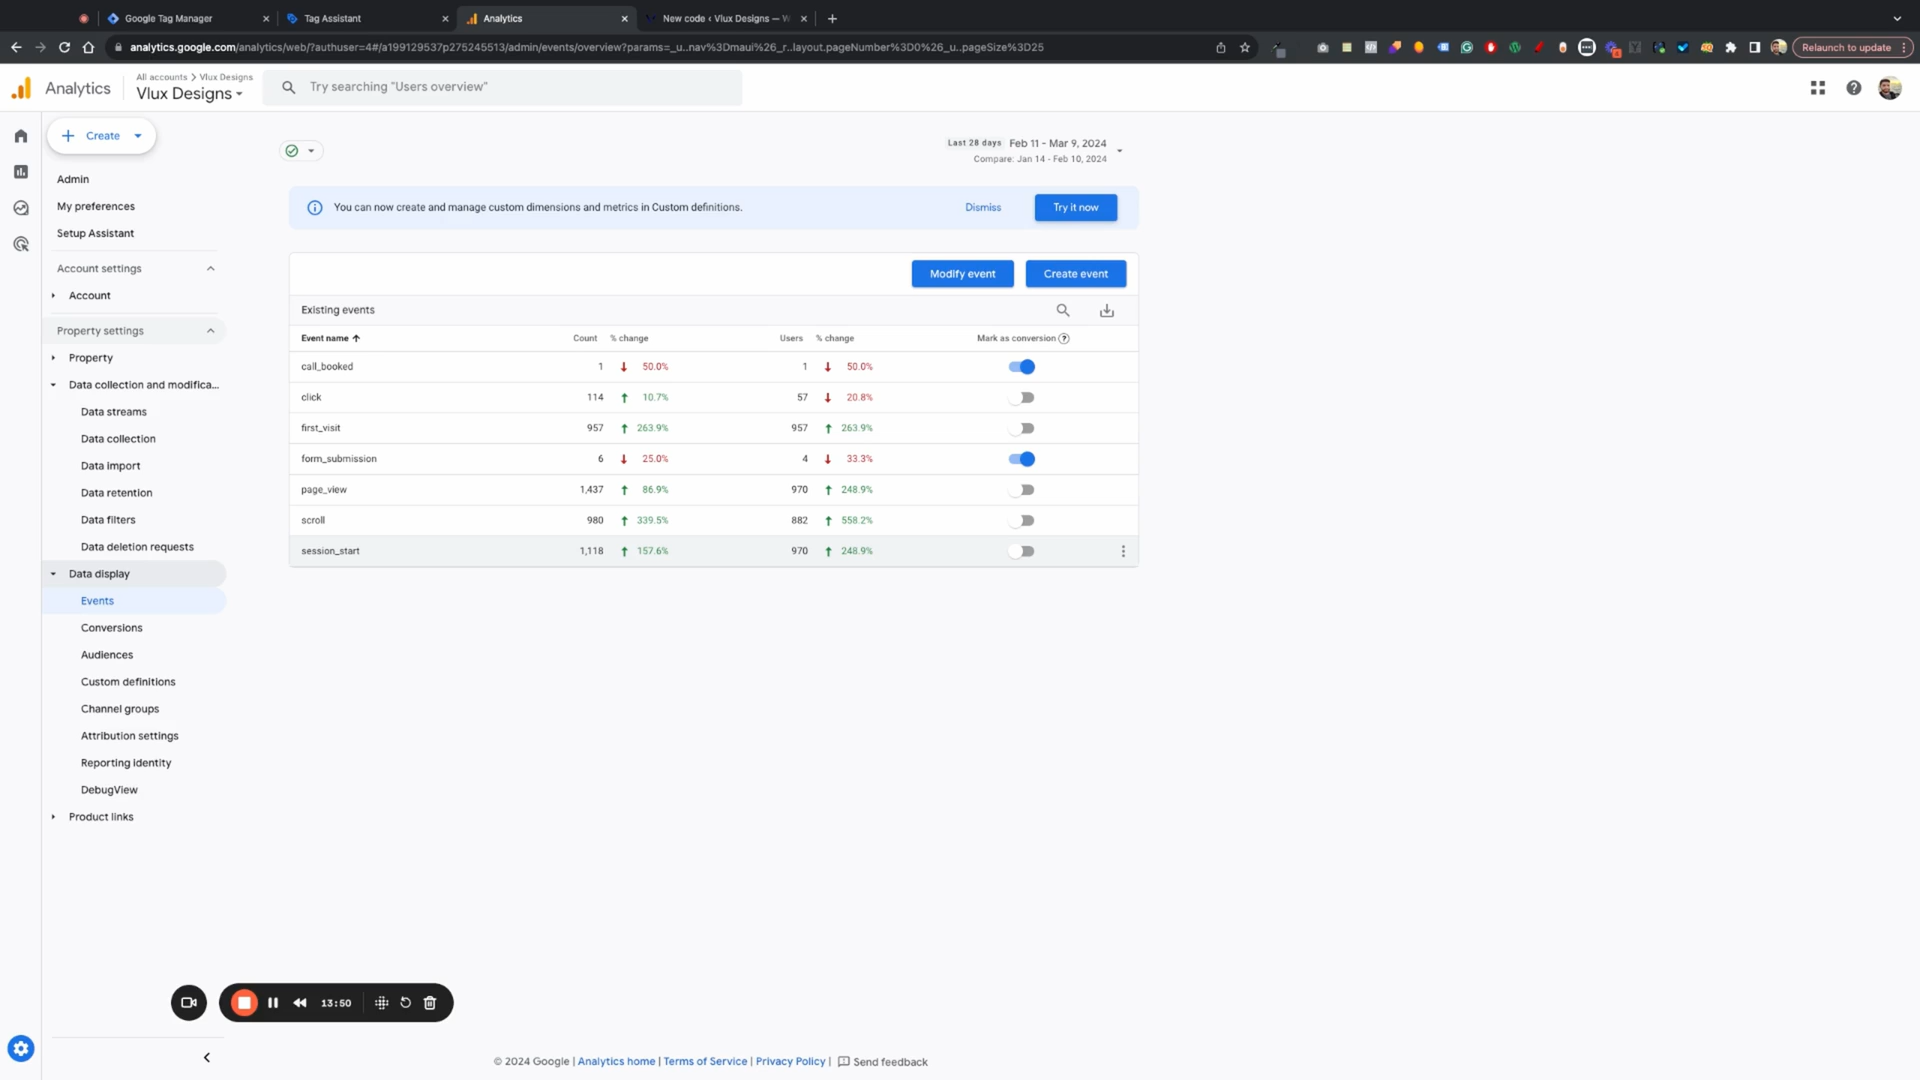 Google Tag Manager
Tag Assistant
Analytics
New code ‹ Vlux Designs — W
analytics.google.com/analytics/web/?authuser=4#/a199129537p275245513/admin/events/overview?params=_u..nav%3Dmaui%26_r..layout.pageNumber%3D0%26_u..pageSize%3D25
Relaunch to update
Analytics
All accounts > Vlux Designs
Vlux Designs
Try searching "Users overview"
Create
Admin
My preferences
Setup Assistant
Account settings
Account
Property settings
Property
Data collection and modifica...
Data streams
Data collection
Data import
Data retention
Data filters
Data deletion requests
Data display
Events
Conversions
Audiences
Custom definitions
Channel groups
Attribution settings
Reporting identity
DebugView
Product links
Last 28 days Feb 11 - Mar 9, 2024
Compare: Jan 14 - Feb 10, 2024
You can now create and manage custom dimensions and metrics in Custom definitions. Dismiss Try it now
Modify event Create event
Existing events
Event name Count % change Users % change Mark as conversion ?
call_booked 1 50.0% 1 50.0%
click 114 10.7% 57 20.8%
first_visit 957 263.9% 957 263.9%
form_submission 6 25.0% 4 33.3%
page_view 1,437 86.9% 970 248.9%
scroll 980 339.5% 882 558.2%
session_start 1,118 157.6% 970 248.9%
13:50
© 2024 Google | Analytics home | Terms of Service | Privacy Policy | Send feedback